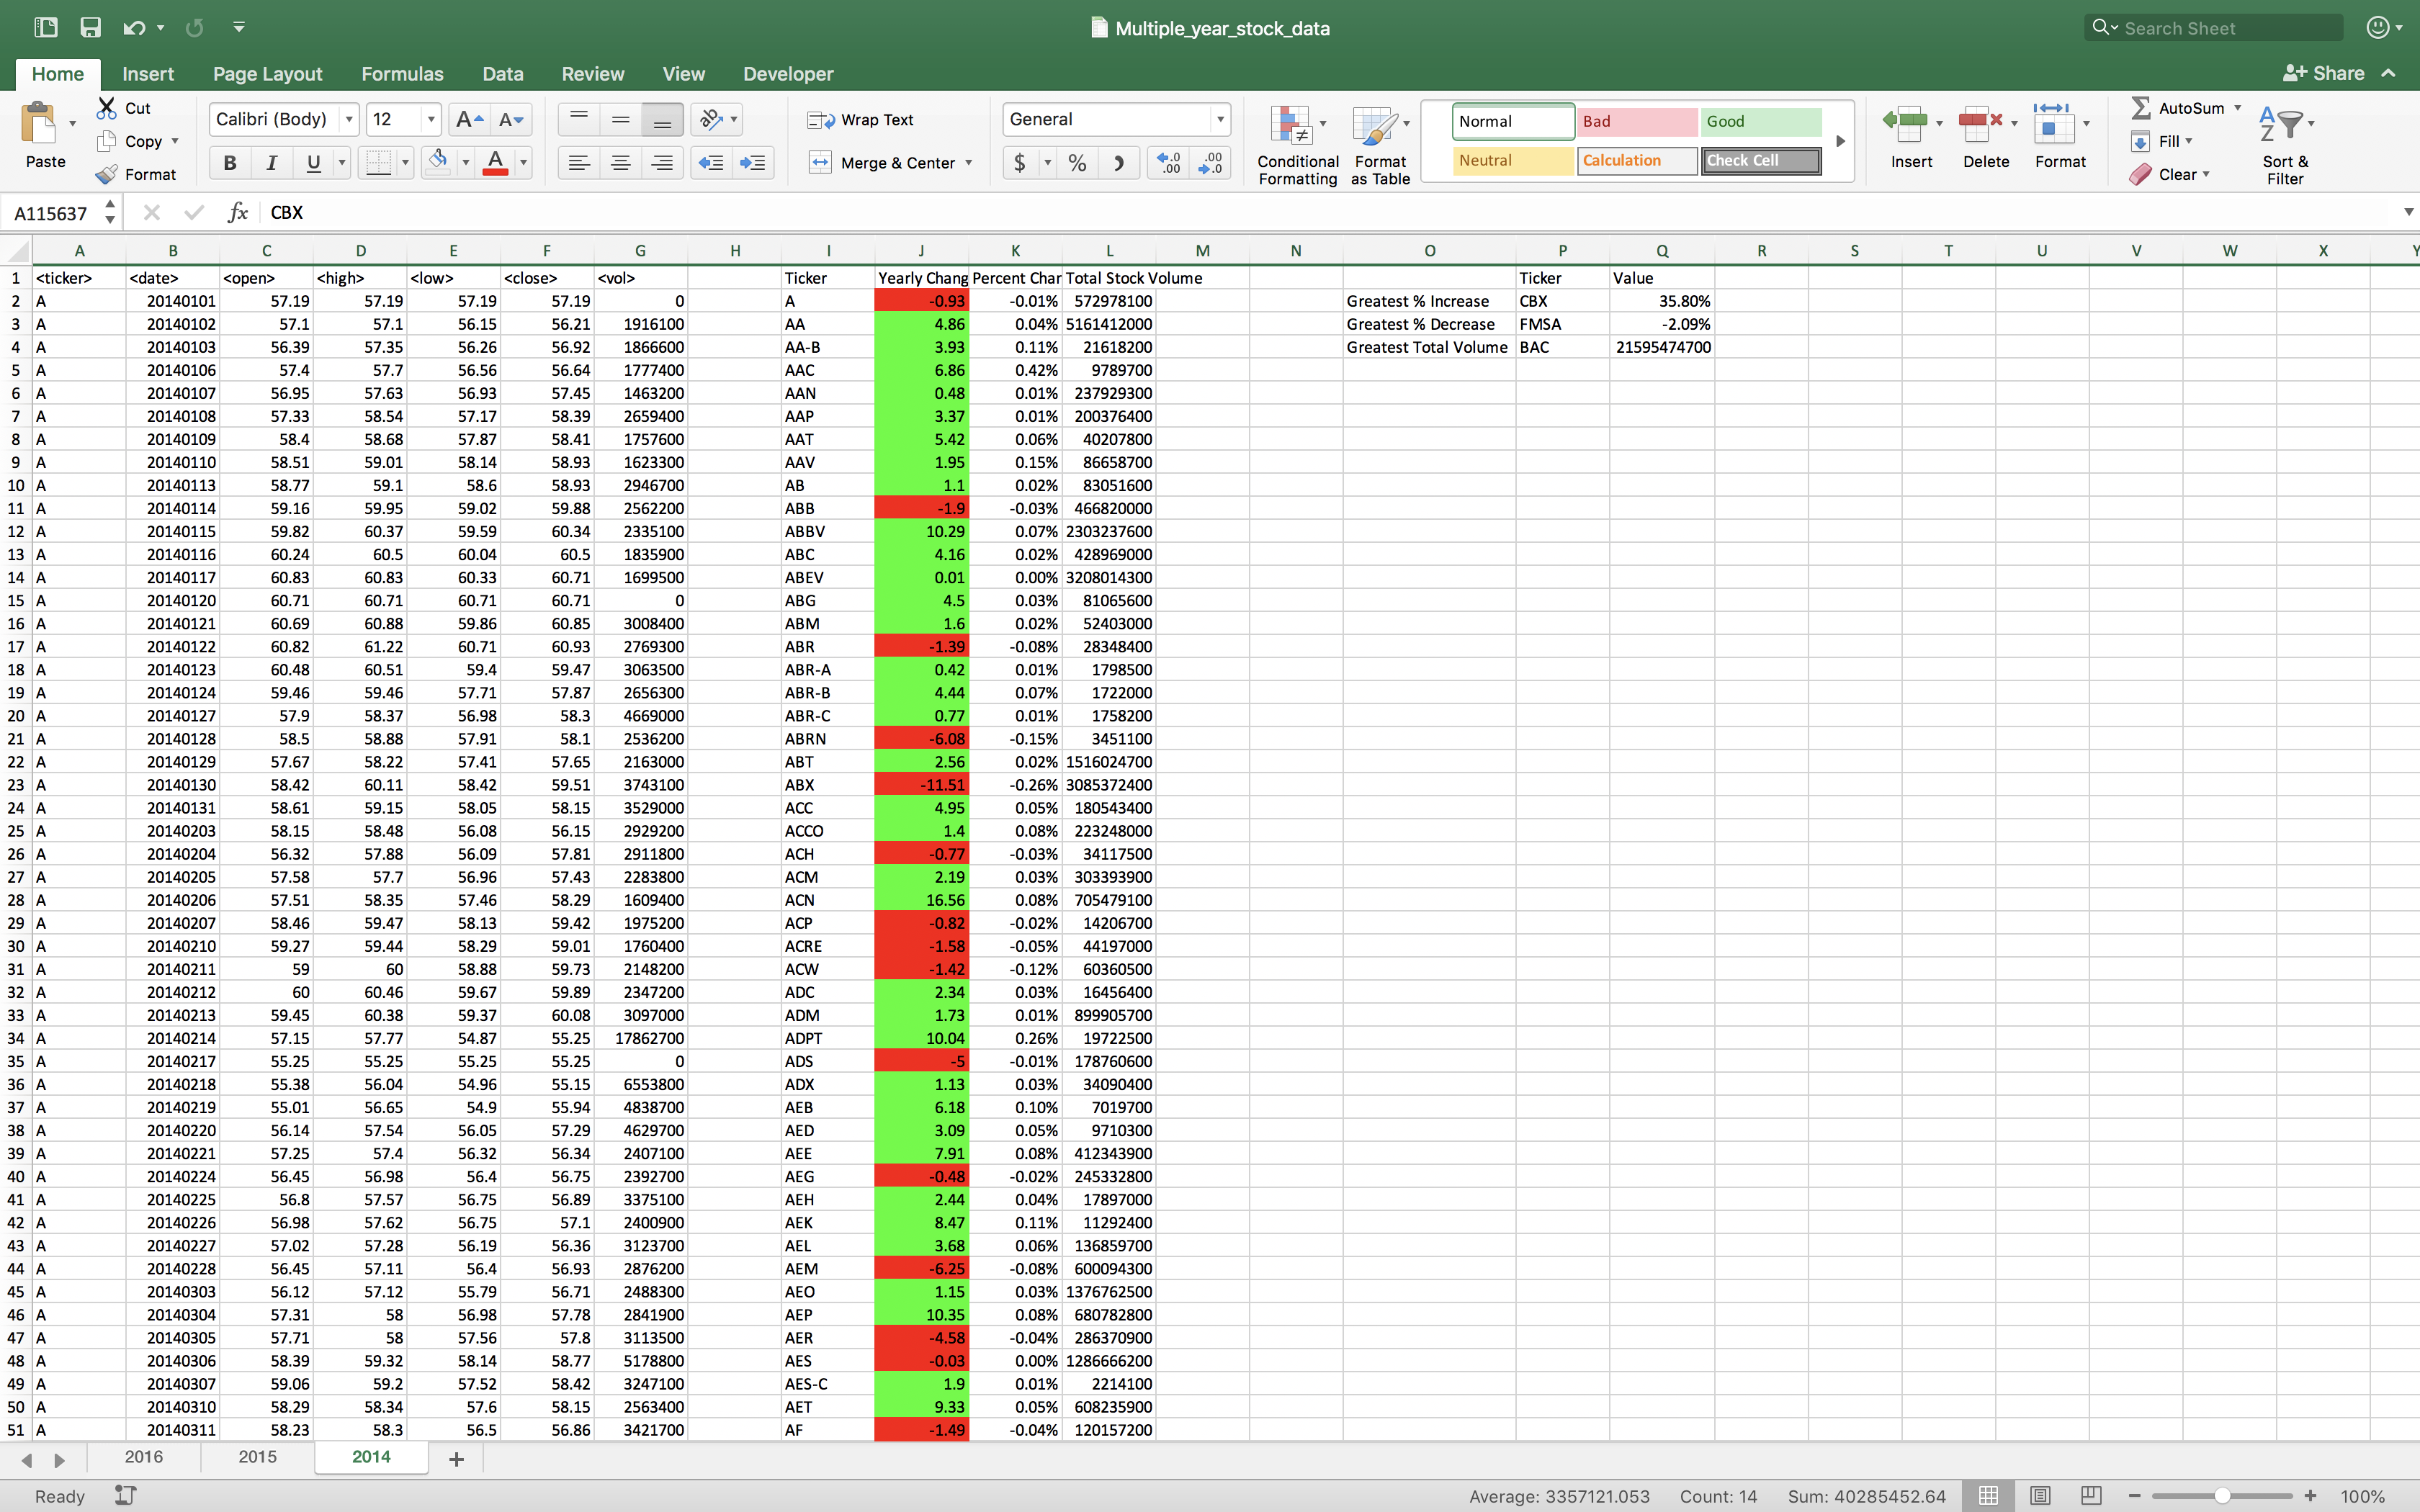 Multiple_year_stock_data
Search Sheet
Home Insert Page Layout Formulas Data Review View Developer Share
Paste Cut Copy Format
Calibri (Body) 12
B I U A
Wrap Text
Merge & Center
General
$ % )
Conditional Formatting
Format as Table
Normal Bad Good
Neutral Calculation Check Cell
Insert Delete Format
AutoSum
Fill
Clear
Sort & Filter
A115637 fx CBX
A B C D E F G H I J K L M N O P Q R S T U V W X Y
1 <ticker> <date> <open> <high> <low> <close> <vol> Ticker Yearly Chang Percent Char Total Stock Volume Ticker Value
2 A 20140101 57.19 57.19 57.19 57.19 0 A -0.93 -0.01% 572978100 Greatest % Increase CBX 35.80%
3 A 20140102 57.1 57.1 56.15 56.21 1916100 AA 4.86 0.04% 5161412000 Greatest % Decrease FMSA -2.09%
4 A 20140103 56.39 57.35 56.26 56.92 1866600 AA-B 3.93 0.11% 21618200 Greatest Total Volume BAC 21595474700
5 A 20140106 57.4 57.7 56.56 56.64 1777400 AAC 6.86 0.42% 9789700
6 A 20140107 56.95 57.63 56.93 57.45 1463200 AAN 0.48 0.01% 237929300
7 A 20140108 57.33 58.54 57.17 58.39 2659400 AAP 3.37 0.01% 200376400
8 A 20140109 58.4 58.68 57.87 58.41 1757600 AAT 5.42 0.06% 40207800
9 A 20140110 58.51 59.01 58.14 58.93 1623300 AAV 1.95 0.15% 86658700
10 A 20140113 58.77 59.1 58.6 58.93 2946700 AB 1.1 0.02% 83051600
11 A 20140114 59.16 59.95 59.02 59.88 2562200 ABB -1.9 -0.03% 466820000
12 A 20140115 59.82 60.37 59.59 60.34 2335100 ABBV 10.29 0.07% 2303237600
13 A 20140116 60.24 60.5 60.04 60.5 1835900 ABC 4.16 0.02% 428969000
14 A 20140117 60.83 60.83 60.33 60.71 1699500 ABEV 0.01 0.00% 3208014300
15 A 20140120 60.71 60.71 60.71 60.71 0 ABG 4.5 0.03% 81065600
16 A 20140121 60.69 60.88 59.86 60.85 3008400 ABM 1.6 0.02% 52403000
17 A 20140122 60.82 61.22 60.71 60.93 2769300 ABR -1.39 -0.08% 28348400
18 A 20140123 60.48 60.51 59.4 59.47 3063500 ABR-A 0.42 0.01% 1798500
19 A 20140124 59.46 59.46 57.71 57.87 2656300 ABR-B 4.44 0.07% 1722000
20 A 20140127 57.9 58.37 56.98 58.3 4669000 ABR-C 0.77 0.01% 1758200
21 A 20140128 58.5 58.88 57.91 58.1 2536200 ABRN -6.08 -0.15% 3451100
22 A 20140129 57.67 58.22 57.41 57.65 2163000 ABT 2.56 0.02% 1516024700
23 A 20140130 58.42 60.11 58.42 59.51 3743100 ABX -11.51 -0.26% 3085372400
24 A 20140131 58.61 59.15 58.05 58.15 3529000 ACC 4.95 0.05% 180543400
25 A 20140203 58.15 58.48 56.08 56.15 2929200 ACCO 1.4 0.08% 223248000
26 A 20140204 56.32 57.88 56.09 57.81 2911800 ACH -0.77 -0.03% 34117500
27 A 20140205 57.58 57.7 56.96 57.43 2283800 ACM 2.19 0.03% 303393900
28 A 20140206 57.51 58.35 57.46 58.29 1609400 ACN 16.56 0.08% 705479100
29 A 20140207 58.46 59.47 58.13 59.42 1975200 ACP -0.82 -0.02% 14206700
30 A 20140210 59.27 59.44 58.29 59.01 1760400 ACRE -1.58 -0.05% 44197000
31 A 20140211 59 60 58.88 59.73 2148200 ACW -1.42 -0.12% 60360500
32 A 20140212 60 60.46 59.67 59.89 2347200 ADC 2.34 0.03% 16456400
33 A 20140213 59.45 60.38 59.37 60.08 3097000 ADM 1.73 0.01% 899905700
34 A 20140214 57.15 57.77 54.87 55.25 17862700 ADPT 10.04 0.26% 19722500
35 A 20140217 55.25 55.25 55.25 55.25 0 ADS -5 -0.01% 178760600
36 A 20140218 55.38 56.04 54.96 55.15 6553800 ADX 1.13 0.03% 34090400
37 A 20140219 55.01 56.65 54.9 55.94 4838700 AEB 6.18 0.10% 7019700
38 A 20140220 56.14 57.54 56.05 57.29 4629700 AED 3.09 0.05% 9710300
39 A 20140221 57.25 57.4 56.32 56.34 2407100 AEE 7.91 0.08% 412343900
40 A 20140224 56.45 56.98 56.4 56.75 2392700 AEG -0.48 -0.02% 245332800
41 A 20140225 56.8 57.57 56.75 56.89 3375100 AEH 2.44 0.04% 17897000
42 A 20140226 56.98 57.62 56.75 57.1 2400900 AEK 8.47 0.11% 11292400
43 A 20140227 57.02 57.28 56.19 56.36 3123700 AEL 3.68 0.06% 136859700
44 A 20140228 56.45 57.11 56.4 56.93 2876200 AEM -6.25 -0.08% 600094300
45 A 20140303 56.12 57.12 55.79 56.71 2488300 AEO 1.15 0.03% 1376762500
46 A 20140304 57.31 58 56.98 57.78 2841900 AEP 10.35 0.08% 680782800
47 A 20140305 57.71 58 57.56 57.8 3113500 AER -4.58 -0.04% 286370900
48 A 20140306 58.39 59.32 58.14 58.77 5178800 AES -0.03 0.00% 1286666200
49 A 20140307 59.06 59.2 57.52 58.42 3247100 AES-C 1.9 0.01% 2214100
50 A 20140310 58.29 58.34 57.6 58.15 2563400 AET 9.33 0.05% 608235900
51 A 20140311 58.23 58.3 56.5 56.86 3421700 AF -1.49 -0.04% 120157200
2016 2015 2014 +
Ready Average: 3357121.053 Count: 14 Sum: 40285452.64 100%